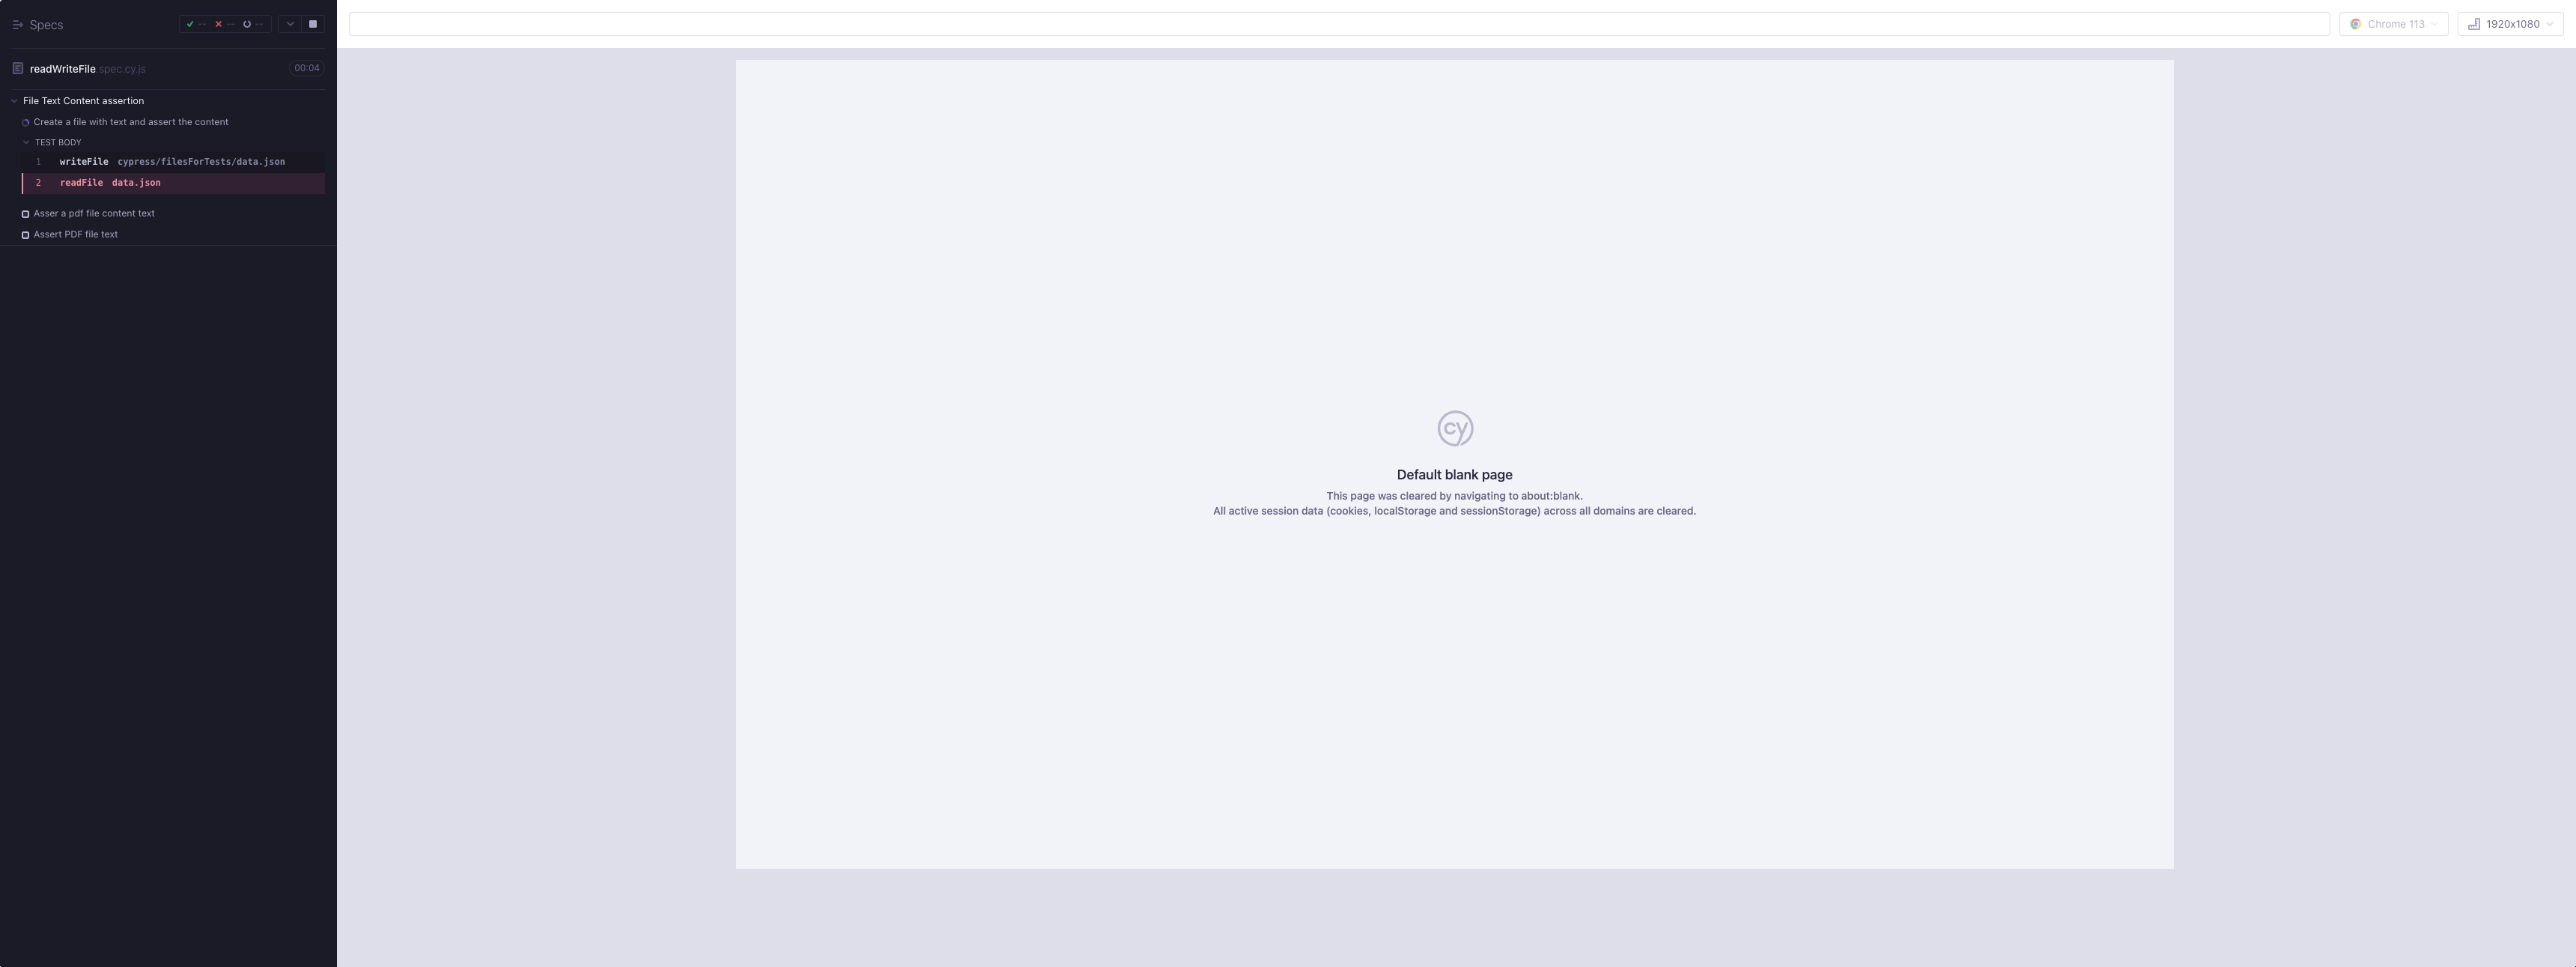 Specs
-- -- --
readWriteFile spec.cy.js 00:04
File Text Content assertion
Create a file with text and assert the content
TEST BODY
1 writeFile cypress/filesForTests/data.json
2 readFile data.json
Asser a pdf file content text
Assert PDF file text
Chrome 113
1920x1080
cy
Default blank page
This page was cleared by navigating to about:blank.
All active session data (cookies, localStorage and sessionStorage) across all domains are cleared.